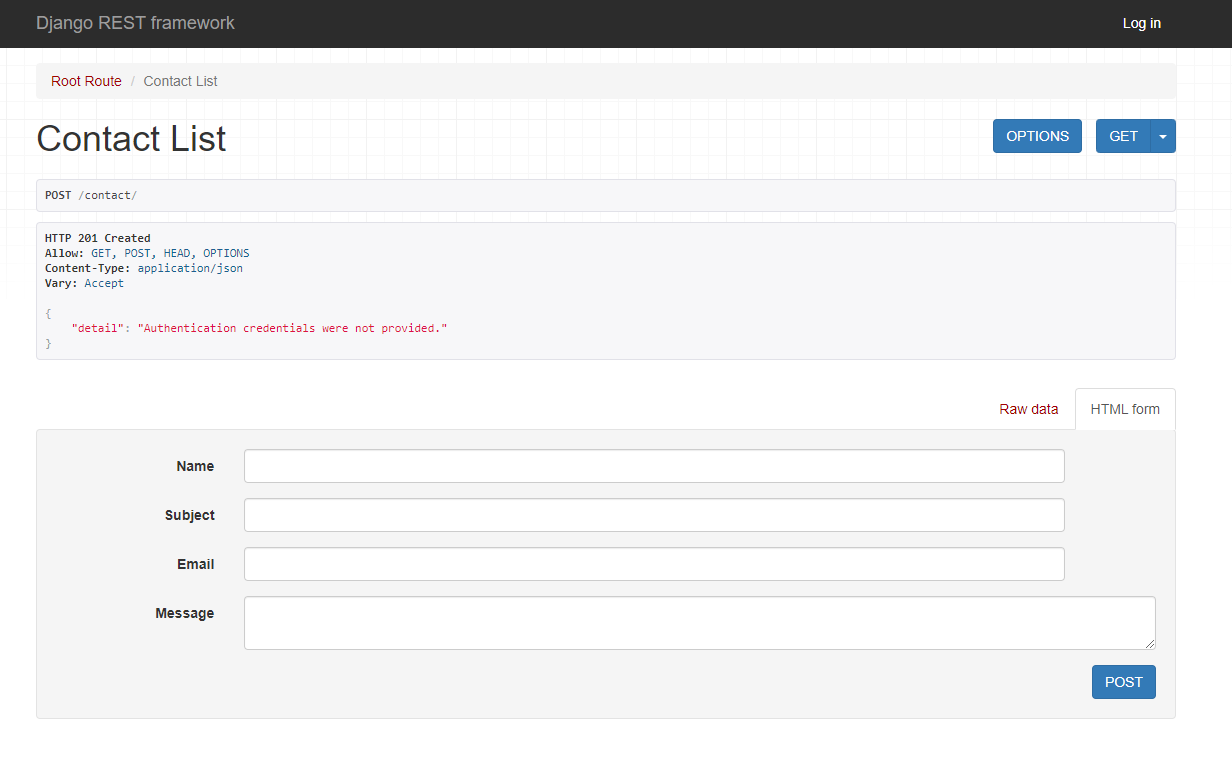 Django REST framework
Log in
Root Route / Contact List
Contact List
OPTIONS
GET
POST /contact/
HTTP 201 Created
Allow: GET, POST, HEAD, OPTIONS
Content-Type: application/json
Vary: Accept
{
    "detail": "Authentication credentials were not provided."
}
Raw data
HTML form
Name
Subject
Email
Message
POST